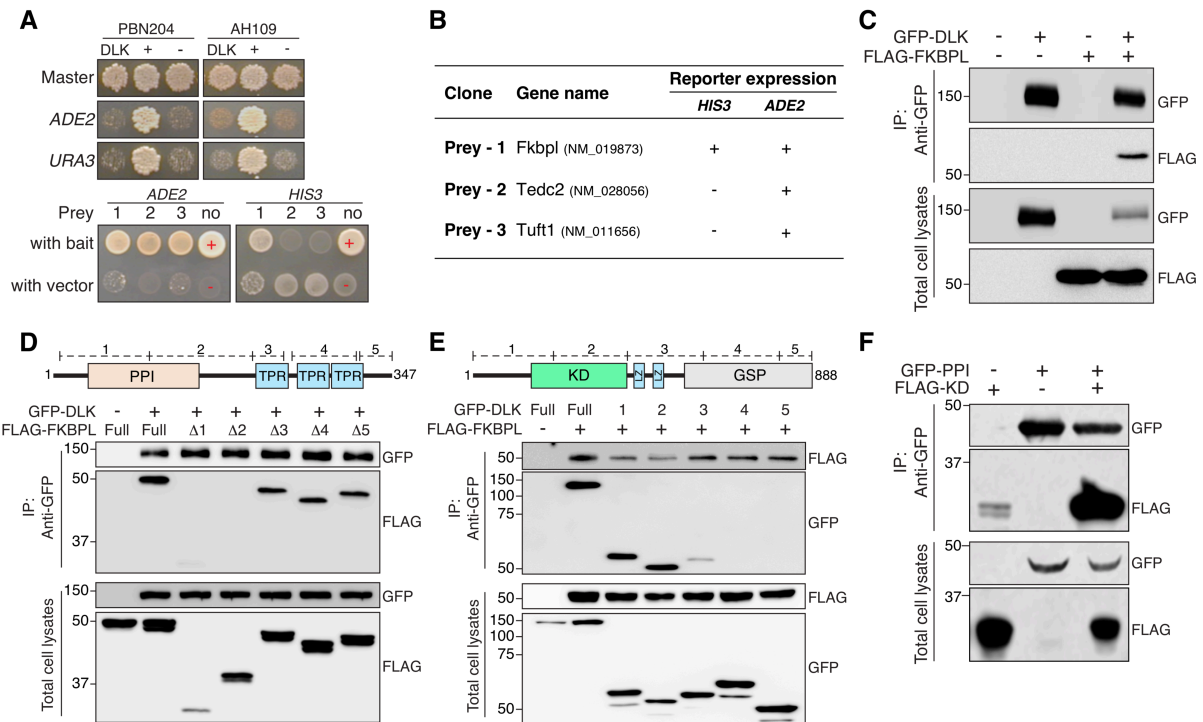 A
PBN204 AH109
DLK + - DLK + -
Master
ADE2
URA3
ADE2 HIS3
Prey 1 2 3 no 1 2 3 no
with bait + +
with vector - -
B
Clone Gene name Reporter expression
HIS3 ADE2
Prey - 1 Fkbpl (NM_019873) + +
Prey - 2 Tedc2 (NM_028056) - +
Prey - 3 Tuft1 (NM_011656) - +
C
GFP-DLK - + - +
FLAG-FKBPL - - + +
IP:
Anti-GFP
150 GFP
50 FLAG
Total cell lysates
150 GFP
50 FLAG
D
1 2 3 4 5
1 PPI TPR TPR TPR 347
GFP-DLK - + + + + + +
FLAG-FKBPL Full Full Δ1 Δ2 Δ3 Δ4 Δ5
IP:
Anti-GFP
150 GFP
50
37
FLAG
Total cell lysates
150 GFP
50
37
FLAG
E
1 2 3 4 5
1 KD LZ LZ GSP 888
GFP-DLK Full Full 1 2 3 4 5
FLAG-FKBPL - + + + + + +
IP:
Anti-GFP
50 FLAG
150
100
75
50
GFP
Total cell lysates
50 FLAG
150
100
75
50
GFP
F
GFP-PPI - + +
FLAG-KD + - +
IP:
Anti-GFP
50
GFP
37
FLAG
Total cell lysates
50
GFP
37
FLAG